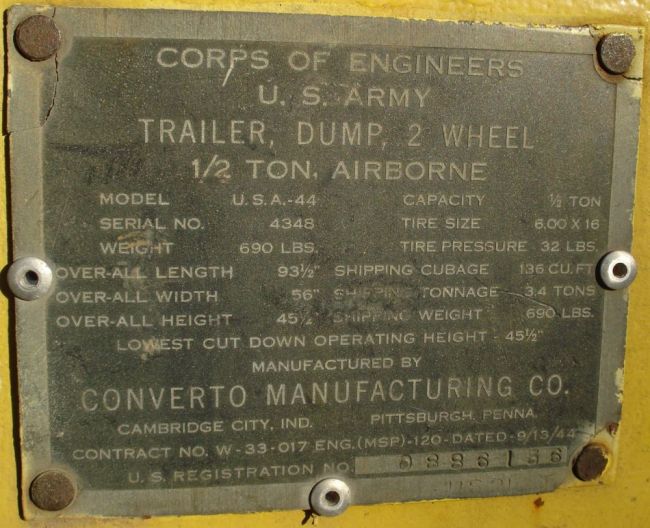 CORPS OF ENGINEERS
U. S. ARMY
TRAILER, DUMP, 2 WHEEL
1/2 TON, AIRBORNE
MODEL U.S.A.-44 CAPACITY ½ TON
SERIAL NO. 4348 TIRE SIZE 6.00 X 16
WEIGHT 690 LBS. TIRE PRESSURE 32 LBS.
OVER-ALL LENGTH 93½" SHIPPING CUBAGE 136 CU.FT.
OVER-ALL WIDTH 56" SHIPPING TONNAGE 3.4 TONS
OVER-ALL HEIGHT 45½" SHIPPING WEIGHT 690 LBS.
LOWEST CUT DOWN OPERATING HEIGHT - 45½"
MANUFACTURED BY
CONVERTO MANUFACTURING CO.
CAMBRIDGE CITY, IND. PITTSBURGH, PENNA.
CONTRACT NO. W-33-017 ENG.(MSP)-120-DATED-9/13/44
U.S. REGISTRATION NO. 0886156